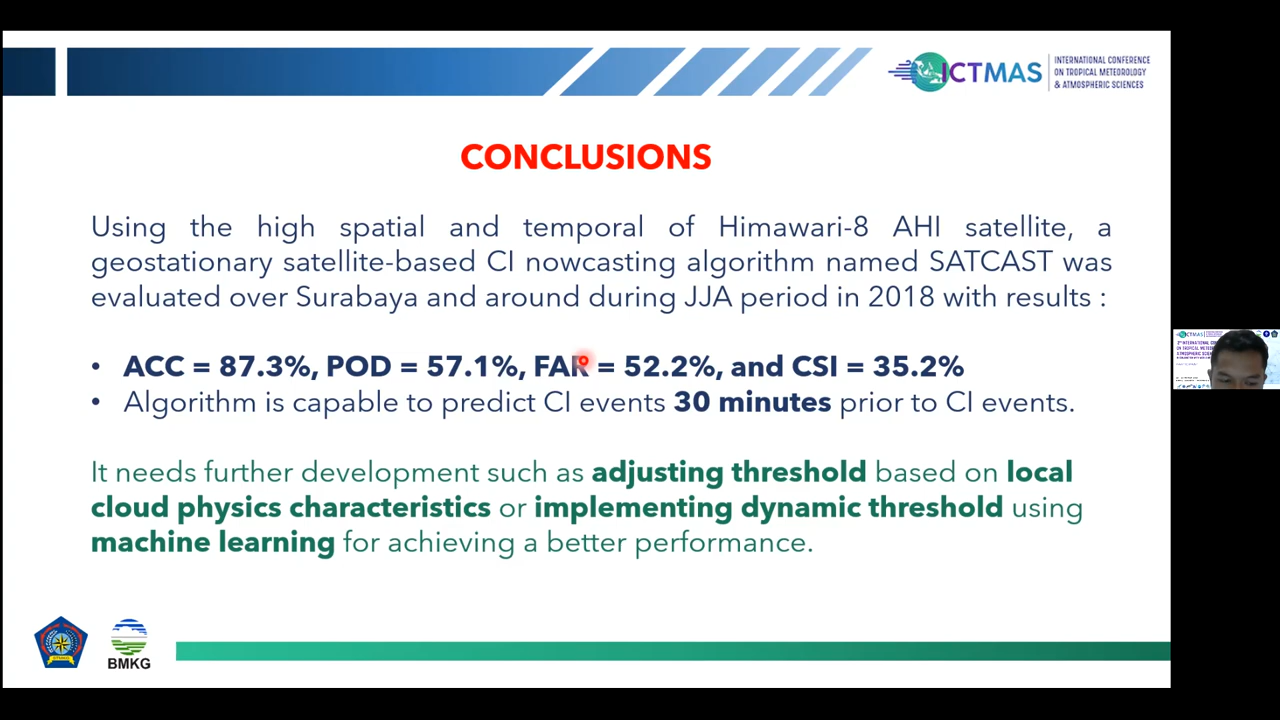 ICTMAS
INTERNATIONAL CONFERENCE
ON TROPICAL METEOROLOGY
& ATMOSPHERIC SCIENCES
CONCLUSIONS
Using the high spatial and temporal of Himawari-8 AHI satellite, a
geostationary satellite-based CI nowcasting algorithm named SATCAST was
evaluated over Surabaya and around during JJA period in 2018 with results :
• ACC = 87.3%, POD = 57.1%, FAR = 52.2%, and CSI = 35.2%
• Algorithm is capable to predict CI events 30 minutes prior to CI events.
It needs further development such as adjusting threshold based on local
cloud physics characteristics or implementing dynamic threshold using
machine learning for achieving a better performance.
BMKG